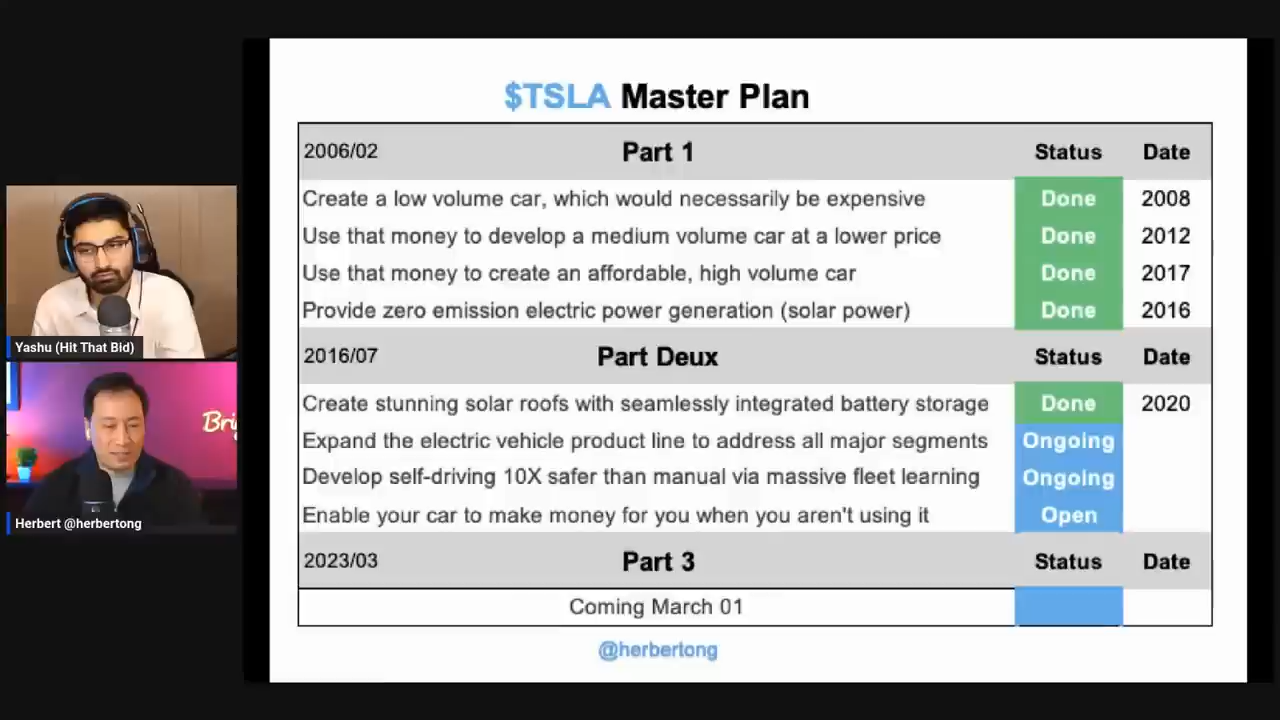 $TSLA Master Plan
2006/02 Part 1 Status Date
Create a low volume car, which would necessarily be expensive Done 2008
Use that money to develop a medium volume car at a lower price Done 2012
Use that money to create an affordable, high volume car Done 2017
Provide zero emission electric power generation (solar power) Done 2016
2016/07 Part Deux Status Date
Create stunning solar roofs with seamlessly integrated battery storage Done 2020
Expand the electric vehicle product line to address all major segments Ongoing
Develop self-driving 10X safer than manual via massive fleet learning Ongoing
Enable your car to make money for you when you aren't using it Open
2023/03 Part 3 Status Date
Coming March 01
@herbertong
Yashu (Hit That Bid)
Bri
Herbert @herbertong